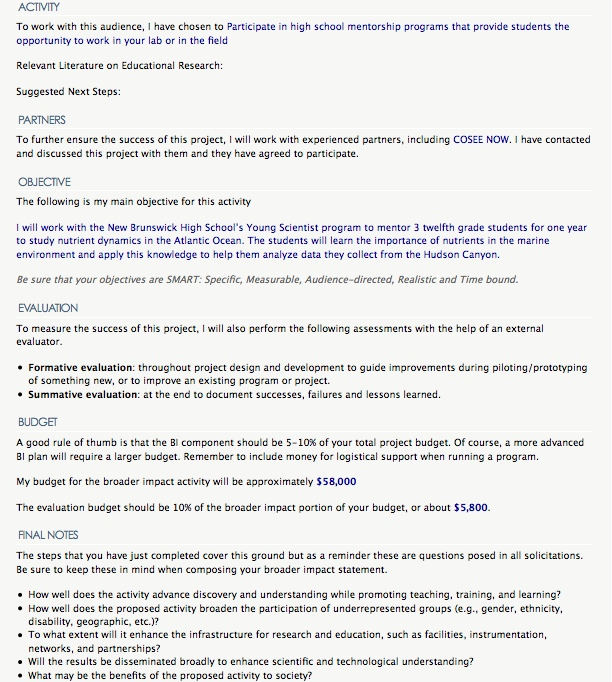 ACTIVITY
To work with this audience, I have chosen to Participate in high school mentorship programs that provide students the
opportunity to work in your lab or in the field
Relevant Literature on Educational Research:
Suggested Next Steps:
PARTNERS
To further ensure the success of this project, I will work with experienced partners, including COSEE NOW. I have contacted
and discussed this project with them and they have agreed to participate.
OBJECTIVE
The following is my main objective for this activity
I will work with the New Brunswick High School's Young Scientist program to mentor 3 twelfth grade students for one year
to study nutrient dynamics in the Atlantic Ocean. The students will learn the importance of nutrients in the marine
environment and apply this knowledge to help them analyze data they collect from the Hudson Canyon.
Be sure that your objectives are SMART: Specific, Measurable, Audience-directed, Realistic and Time bound.
EVALUATION
To measure the success of this project, I will also perform the following assessments with the help of an external
evaluator.
• Formative evaluation: throughout project design and development to guide improvements during piloting/prototyping
of something new, or to improve an existing program or project.
• Summative evaluation: at the end to document successes, failures and lessons learned.
BUDGET
A good rule of thumb is that the BI component should be 5-10% of your total project budget. Of course, a more advanced
BI plan will require a larger budget. Remember to include money for logistical support when running a program.
My budget for the broader impact activity will be approximately $58,000
The evaluation budget should be 10% of the broader impact portion of your budget, or about $5,800.
FINAL NOTES
The steps that you have just completed cover this ground but as a reminder these are questions posed in all solicitations.
Be sure to keep these in mind when composing your broader impact statement.
• How well does the activity advance discovery and understanding while promoting teaching, training, and learning?
• How well does the proposed activity broaden the participation of underrepresented groups (e.g., gender, ethnicity,
disability, geographic, etc.)?
• To what extent will it enhance the infrastructure for research and education, such as facilities, instrumentation,
networks, and partnerships?
• Will the results be disseminated broadly to enhance scientific and technological understanding?
• What may be the benefits of the proposed activity to society?